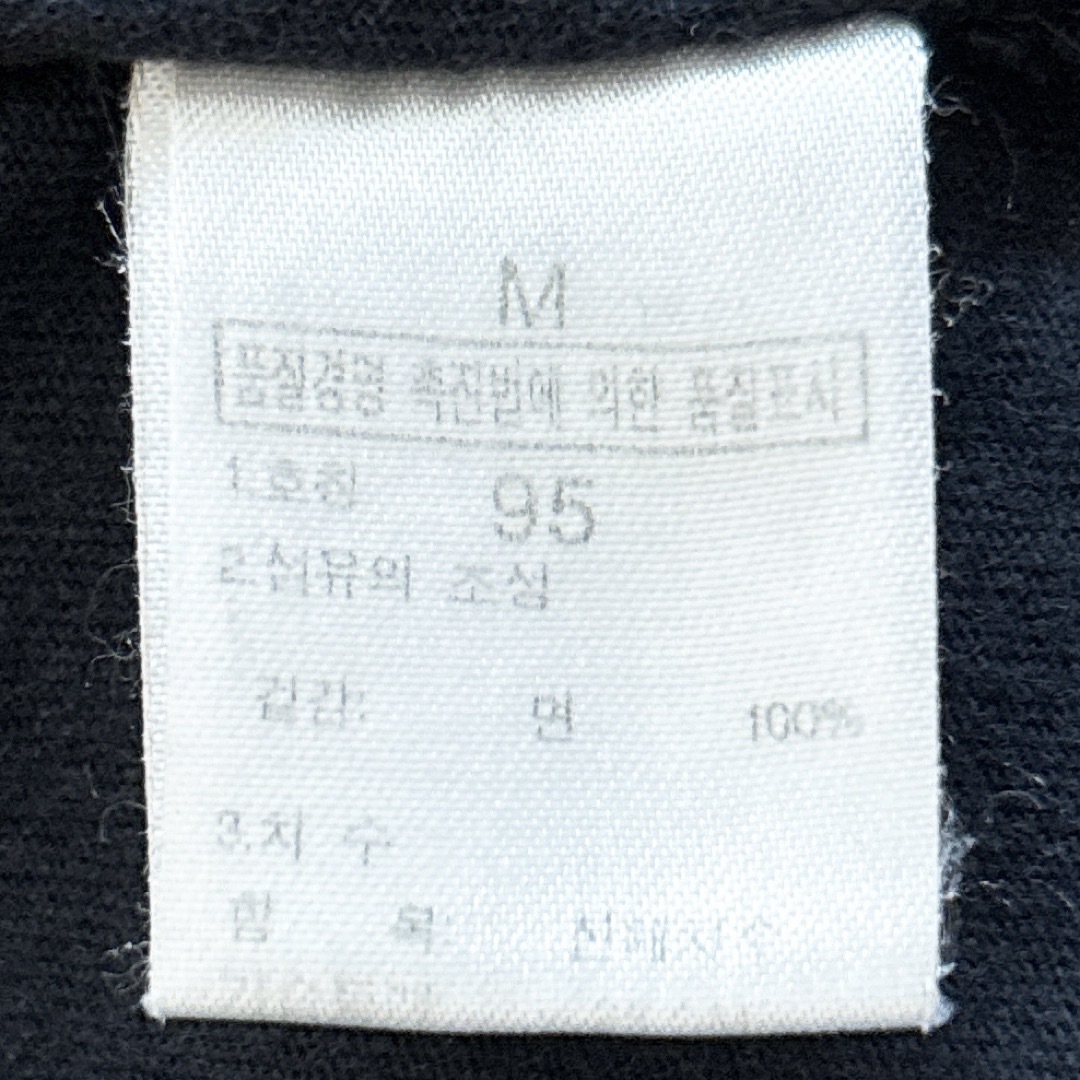 M
품질경영 촉진법에 의한 품질표시
1.호칭 95
2.섬유의 조성
겉감: 면 100%
3.치 수